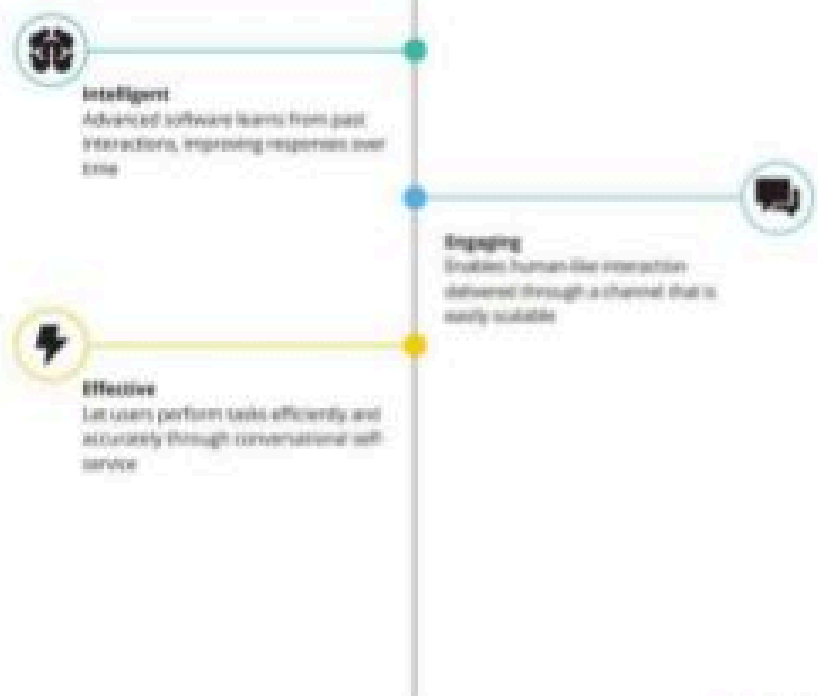 Intelligent
Advanced software learns from past
interactions, improving responses over
time
Engaging
Enables human-like interaction
delivered through a channel that is
easily scalable
Effective
Let users perform tasks efficiently and
accurately through conversational self-
service